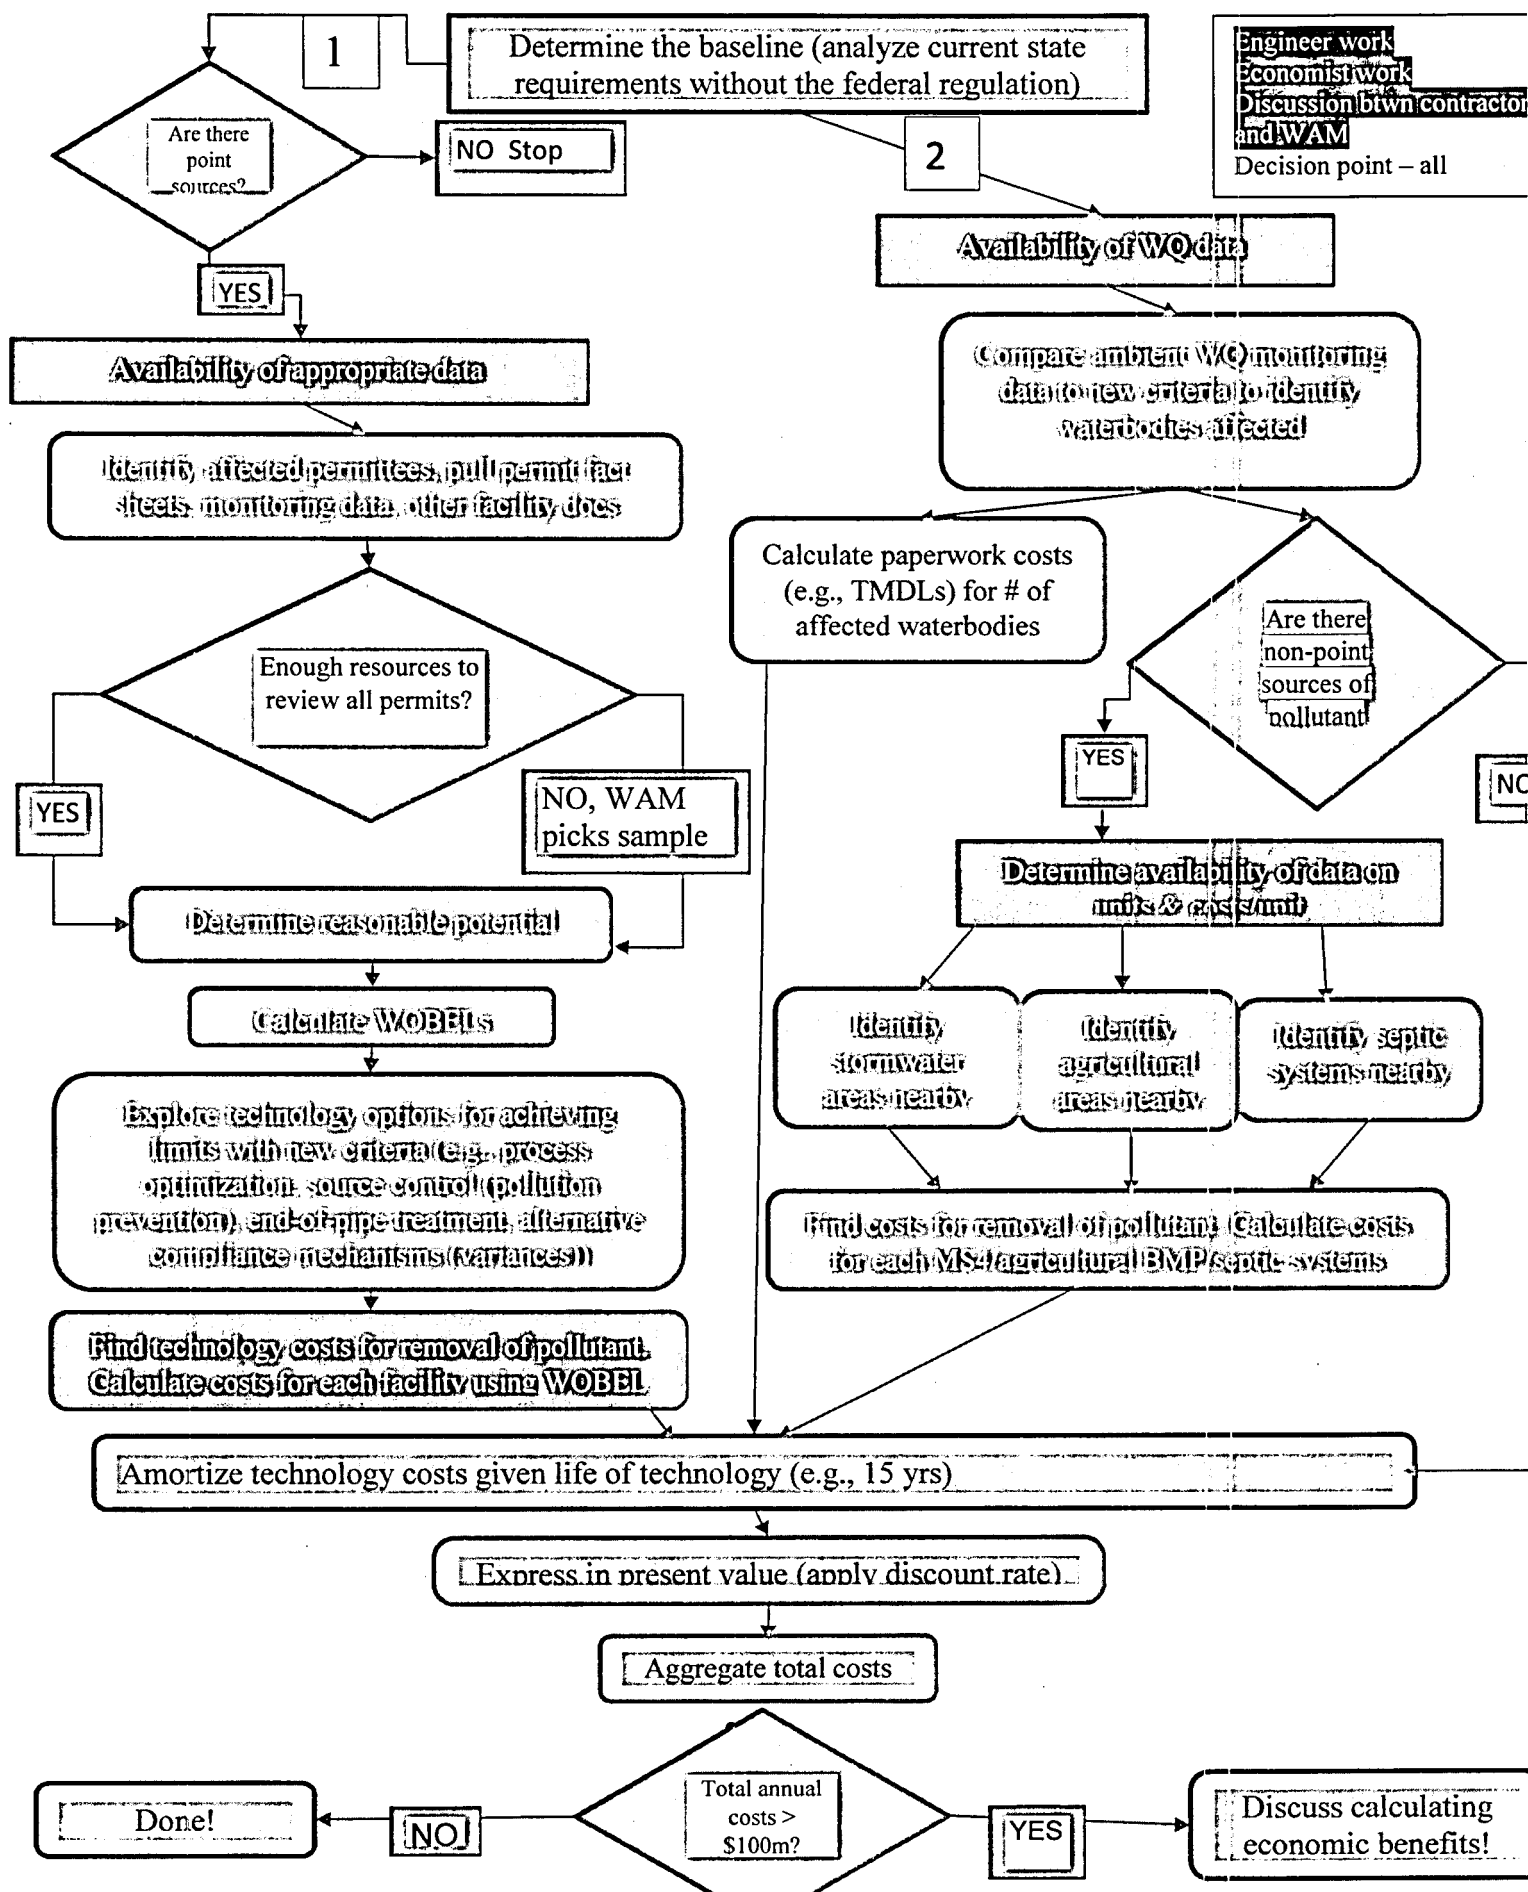 1
Determine the baseline (analyze current state
requirements without the federal regulation)
Engineer work
Economist work
Discussion btwn contractor
and WAM
Decision point – all
Are there
point
sources?
NO Stop
2
Availability of WQ data
YES
Availability of appropriate data
Compare ambient WQ monitoring
data to new criteria to identify
waterbodies affected
Identify affected permittees, pull permit fact
sheets, monitoring data, other facility docs
Calculate paperwork costs
(e.g., TMDLs) for # of
affected waterbodies
Are there
non-point
sources of
pollutant
Enough resources to
review all permits?
YES
NO
YES
NO, WAM
picks sample
Determine availability of data on
units & costs/unit
Determine reasonable potential
Calculate WQBELs
Identify
stormwater
areas nearby
Identify
agricultural
areas nearby
Identify septic
systems nearby
Explore technology options for achieving
limits with new criteria (e.g., process
optimization, source control (pollution
prevention), end-of-pipe treatment, alternative
compliance mechanisms (variances))
Find costs for removal of pollutant. Calculate costs
for each MS4/agricultural BMP/septic systems
Find technology costs for removal of pollutant.
Calculate costs for each facility using WQBEL
Amortize technology costs given life of technology (e.g., 15 yrs)
Express in present value (apply discount rate)
Aggregate total costs
Total annual
costs >
$100m?
Done!
NO
YES
Discuss calculating
economic benefits!